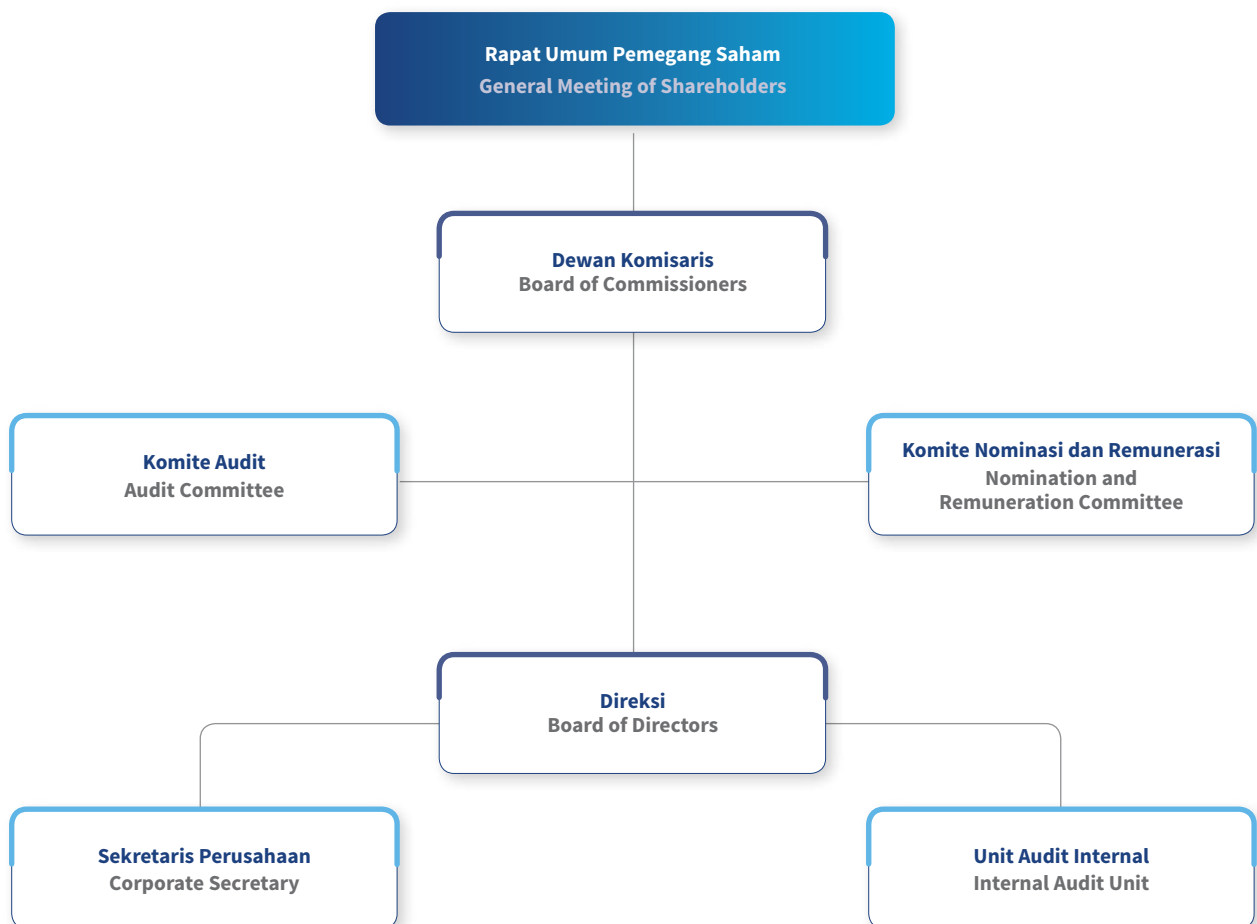 Rapat Umum Pemegang Saham
General Meeting of Shareholders
Dewan Komisaris
Board of Commissioners
Komite Audit
Audit Committee
Komite Nominasi dan Remunerasi
Nomination and
Remuneration Committee
Direksi
Board of Directors
Sekretaris Perusahaan
Corporate Secretary
Unit Audit Internal
Internal Audit Unit